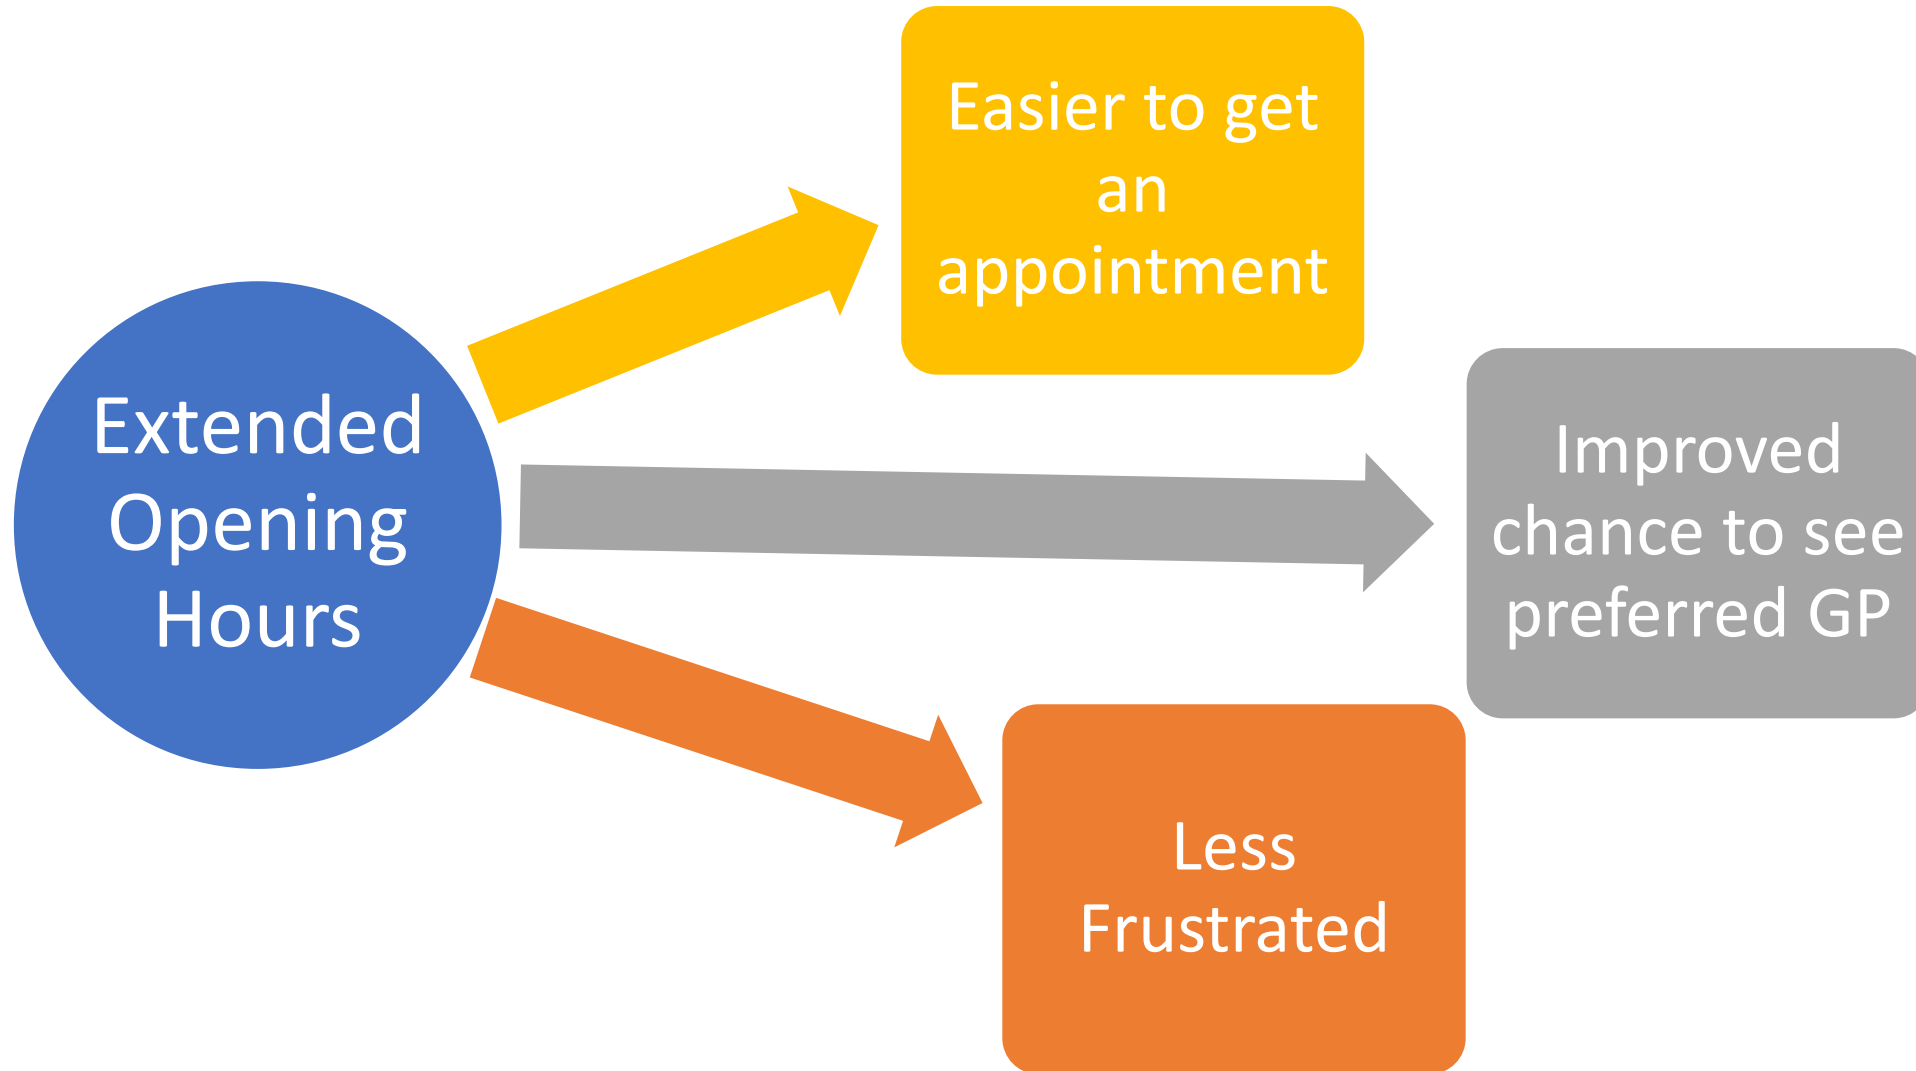 Extended
Opening
Hours
Easier to get
an
appointment
Improved
chance to see
preferred GP
Less
Frustrated